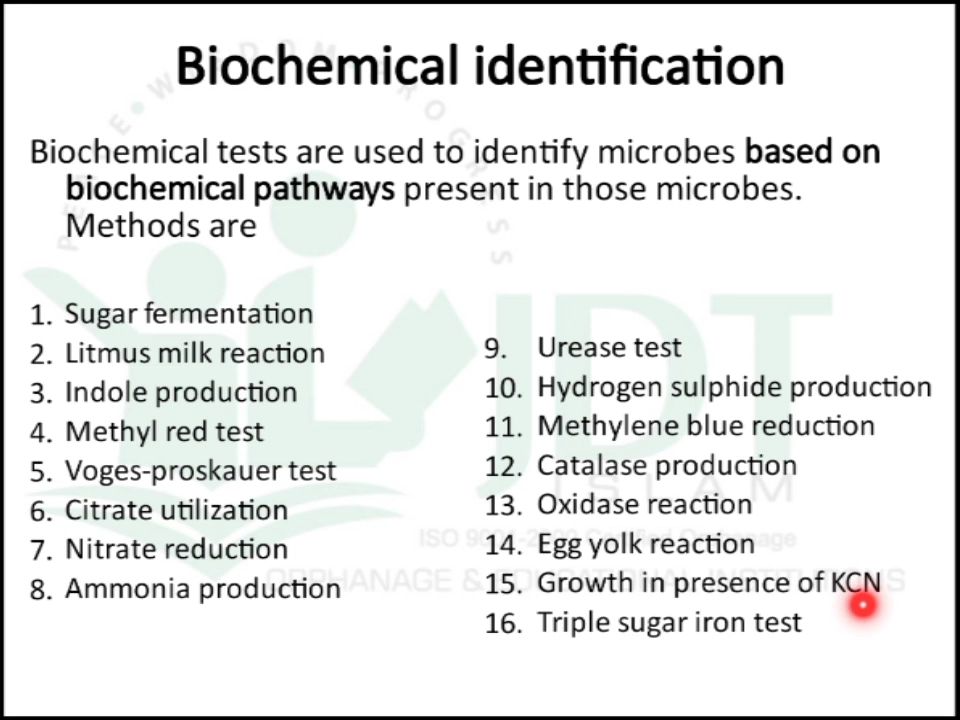 Biochemical identification
Biochemical tests are used to identify microbes based on
biochemical pathways present in those microbes.
Methods are
1. Sugar fermentation
2. Litmus milk reaction
3. Indole production
4. Methyl red test
5. Voges-proskauer test
6. Citrate utilization
7. Nitrate reduction
8. Ammonia production
9. Urease test
10. Hydrogen sulphide production
11. Methylene blue reduction
12. Catalase production
13. Oxidase reaction
14. Egg yolk reaction
15. Growth in presence of KCN
16. Triple sugar iron test
JDT
ISLAM